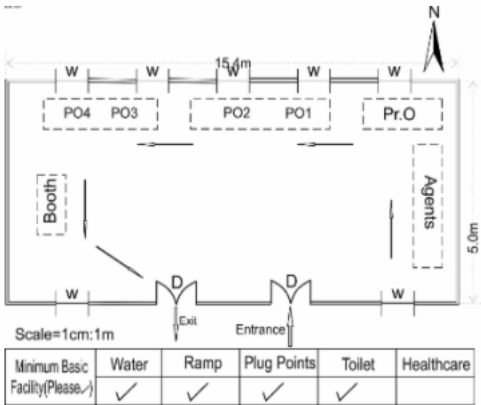 N
15.4m
W W W W W
PO4 PO3 PO2 PO1 Pr.O
Booth
Agents
5.0m
W D D W
Exit
Entrance
Scale=1cm:1m
Minimum Basic Water Ramp Plug Points Toilet Healthcare
Facility(Please✓) ✓ ✓ ✓ ✓